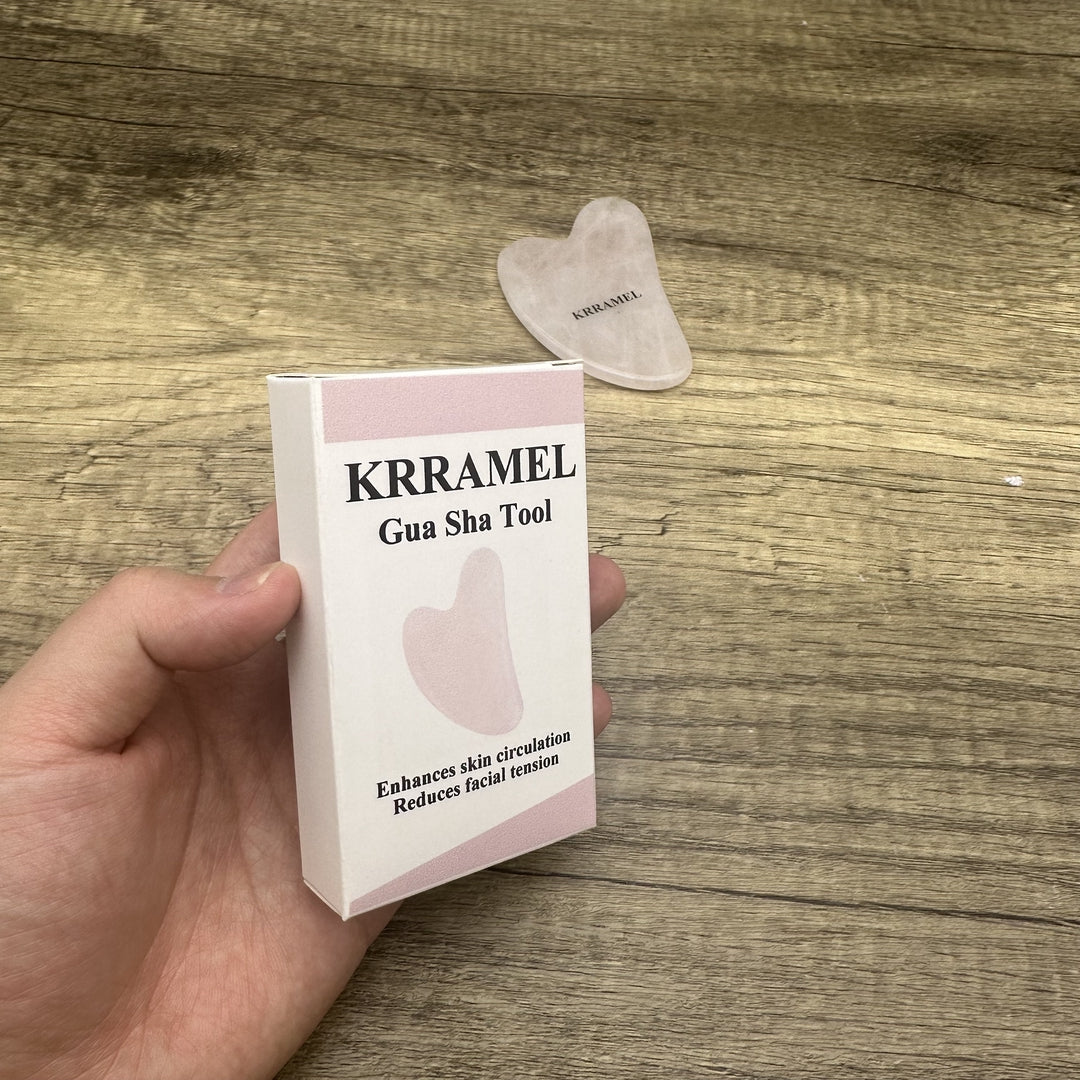 KRRAMEL
KRRAMEL
Gua Sha Tool
Enhances skin circulation
Reduces facial tension